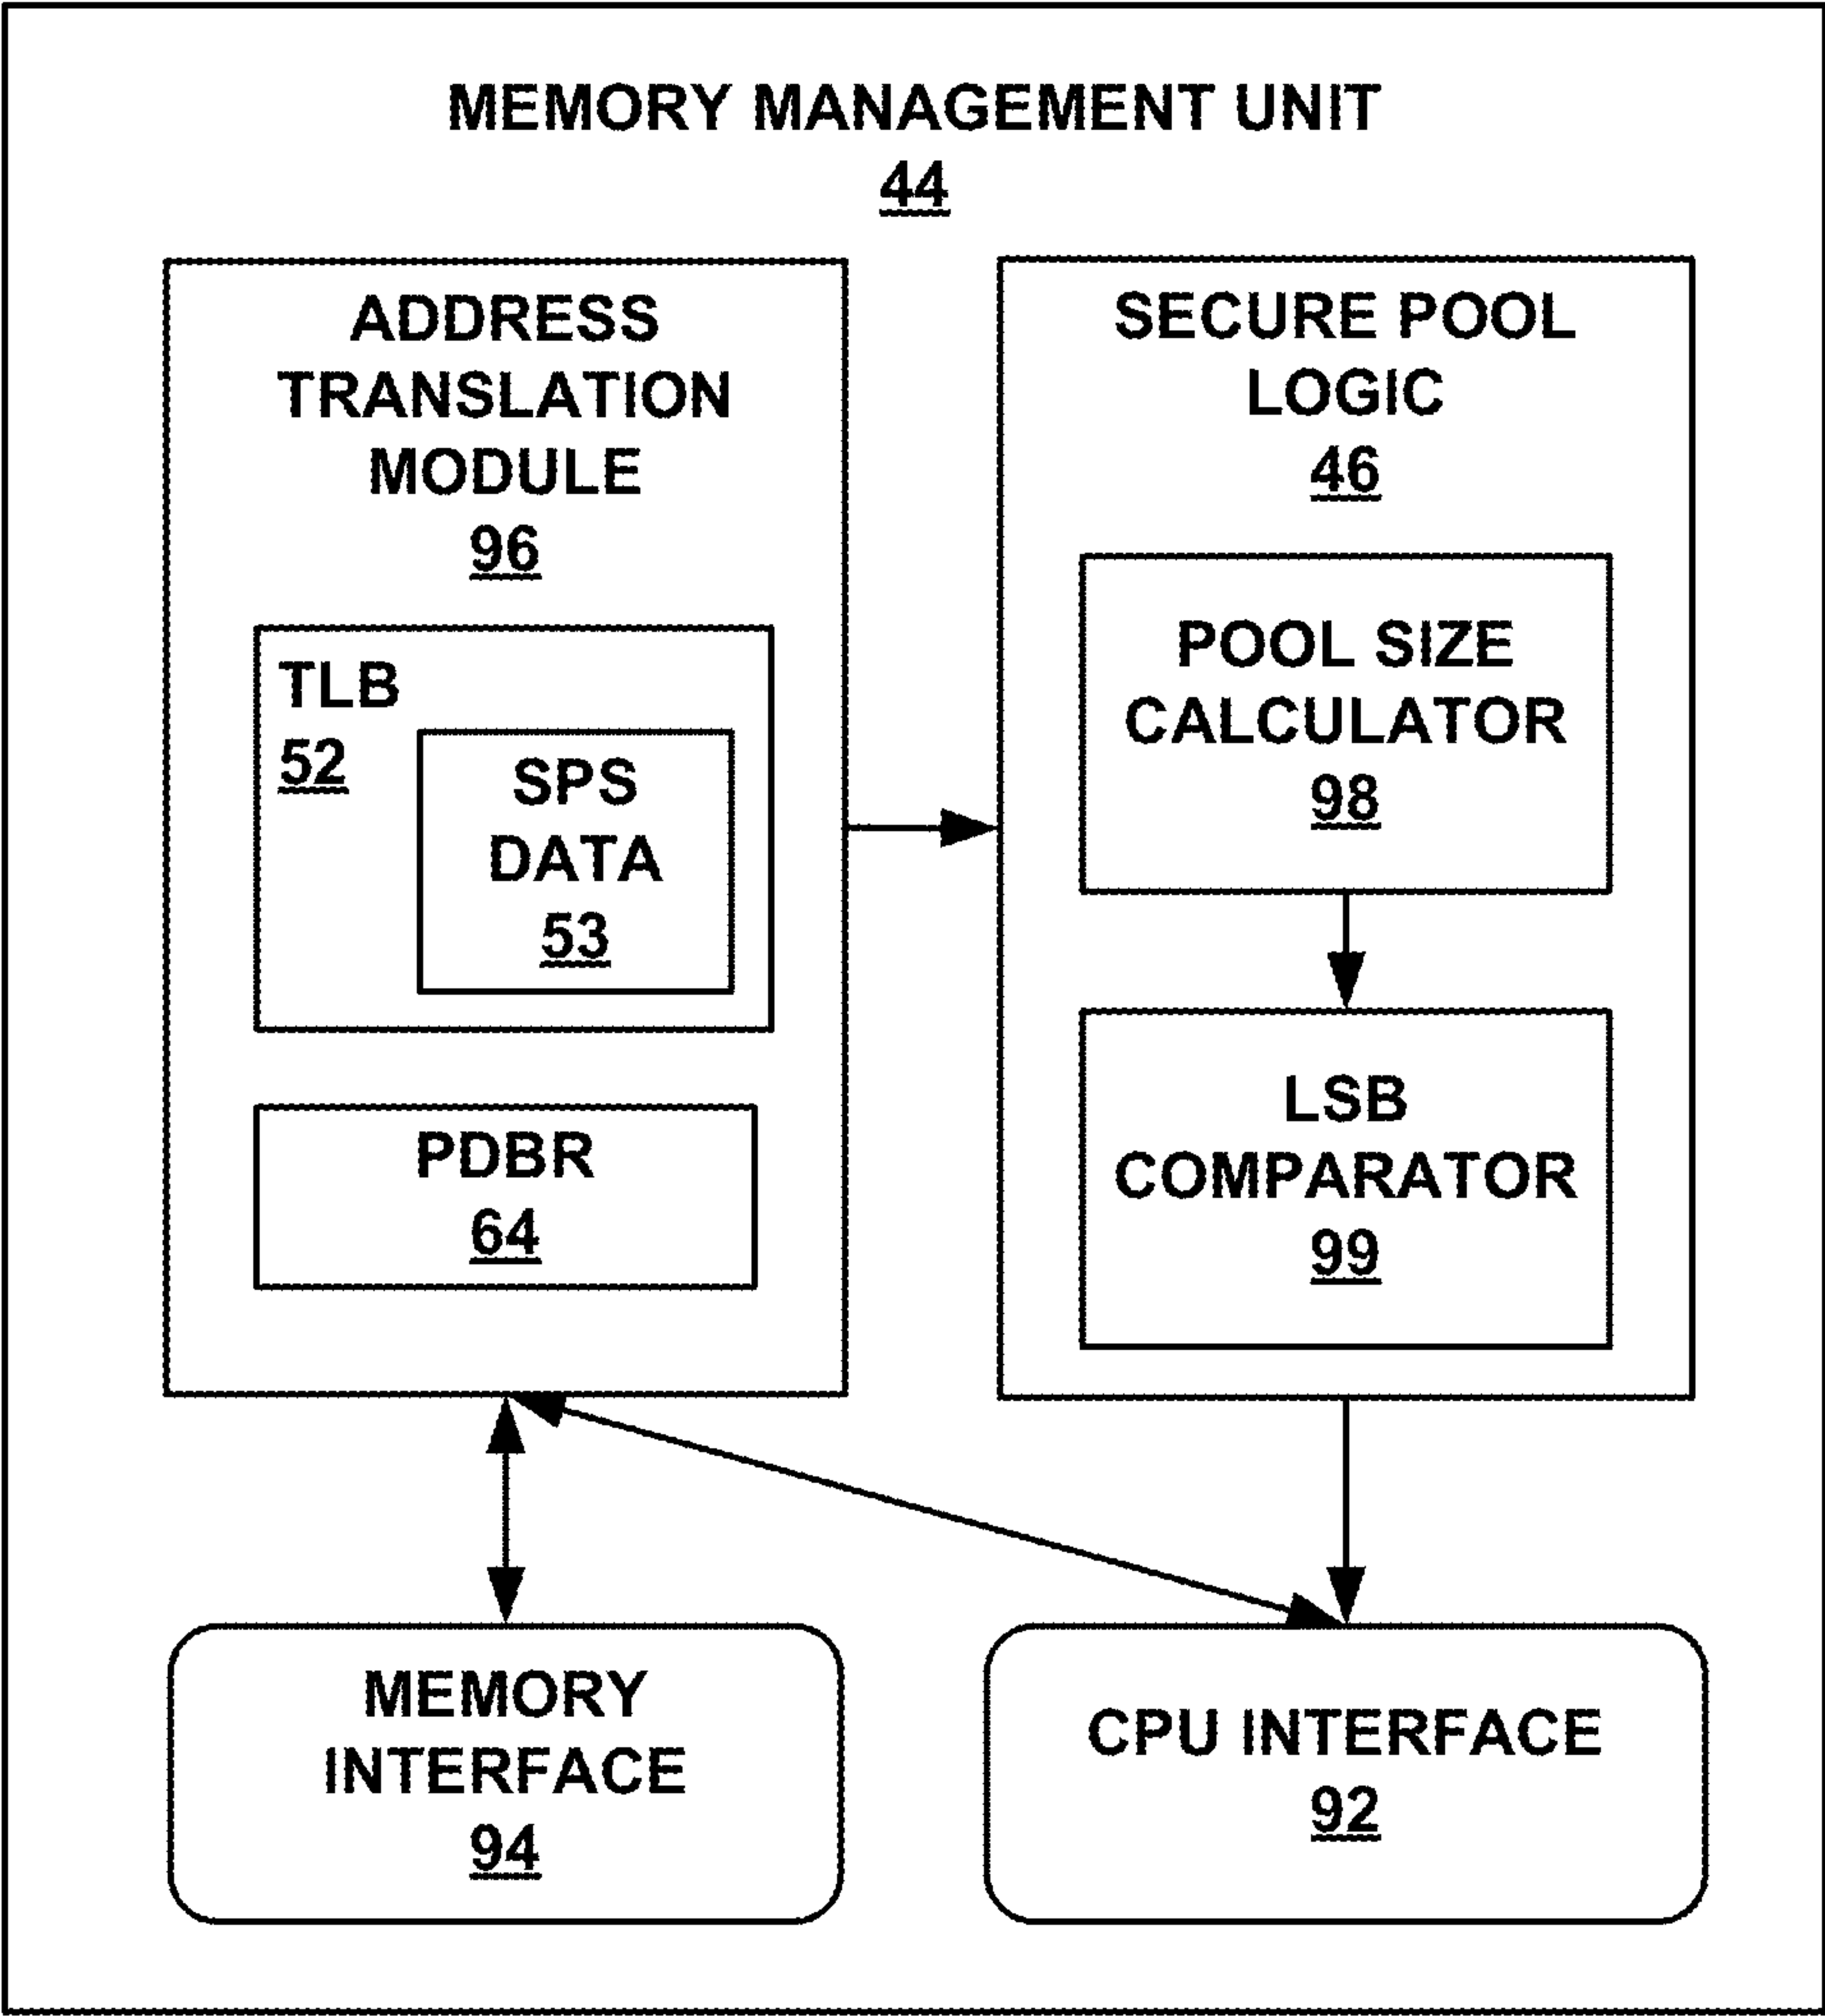 MEMORY MANAGEMENT UNIT
44
ADDRESS
TRANSLATION
MODULE
96
TLB
52
SPS
DATA
53
PDBR
64
SECURE POOL
LOGIC
46
POOL SIZE
CALCULATOR
98
LSB
COMPARATOR
99
MEMORY
INTERFACE
94
CPU INTERFACE
92